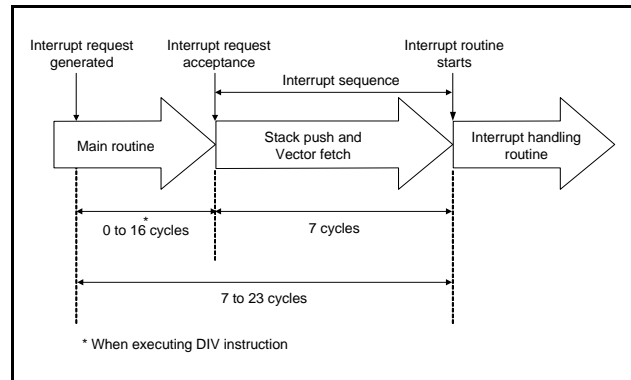 Interrupt request
generated
Interrupt request
acceptance
Interrupt routine
starts
Interrupt sequence
Main routine
Stack push and
Vector fetch
Interrupt handling
routine
*
0 to 16 cycles
7 cycles
7 to 23 cycles
* When executing DIV instruction